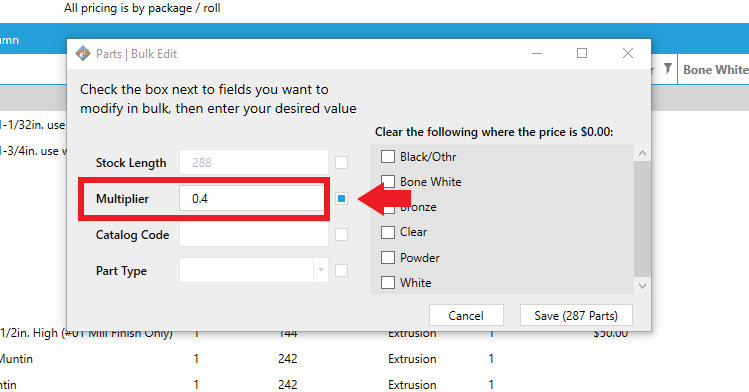 All pricing is by package / roll
umn
Parts | Bulk Edit
Bone White
Check the box next to fields you want to
modify in bulk, then enter your desired value
1-1/32in. use
1-3/4in. use
Clear the following where the price is $0.00:
Stock Length 288
Black/Othr
Multiplier 0.4
Bone White
Bronze
Catalog Code
Clear
Part Type
Powder
White
Cancel Save (287 Parts)
1/2in. High (#01 Mill Finish Only) 1 144 Extrusion 1 $50.00
Muntin 1 242 Extrusion 1
ntin 1 242 Extrusion 1